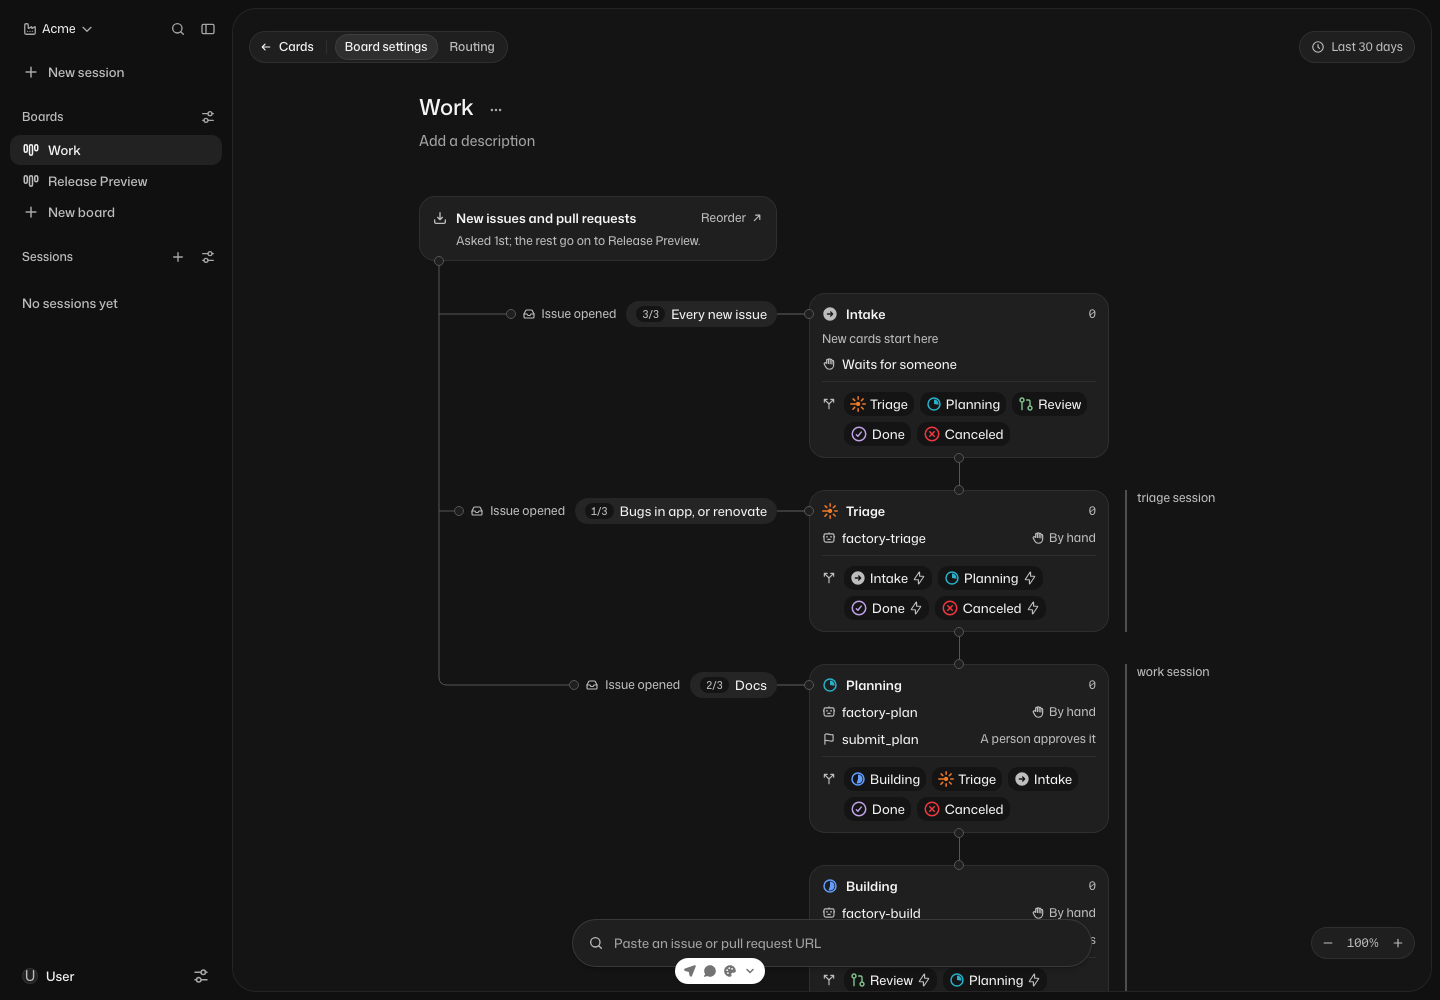 Acme
New session
Boards
Work
Release Preview
New board
Sessions
No sessions yet
User
Cards
Board settings
Routing
Last 30 days
Work
Add a description
New issues and pull requests
Reorder
Asked 1st; the rest go on to Release Preview.
Issue opened
3/3 Every new issue
Intake 0
New cards start here
Waits for someone
Triage Planning Review
Done Canceled
Issue opened
1/3 Bugs in app, or renovate
Triage 0
factory-triage By hand
Intake Planning
Done Canceled
triage session
Issue opened
2/3 Docs
Planning 0
factory-plan By hand
submit_plan A person approves it
Building Triage Intake
Done Canceled
work session
Building 0
factory-build By hand
Paste an issue or pull request URL
Review Planning
100%